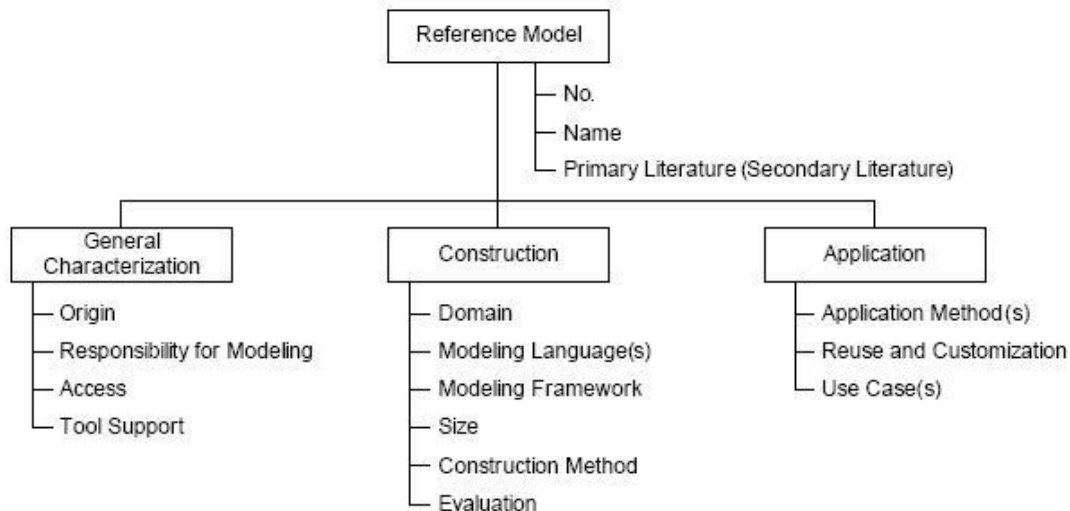 Reference Model
No.
Name
Primary Literature (Secondary Literature)
General
Characterization
Origin
Responsibility for Modeling
Access
Tool Support
Construction
Domain
Modeling Language(s)
Modeling Framework
Size
Construction Method
Evaluation
Application
Application Method(s)
Reuse and Customization
Use Case(s)